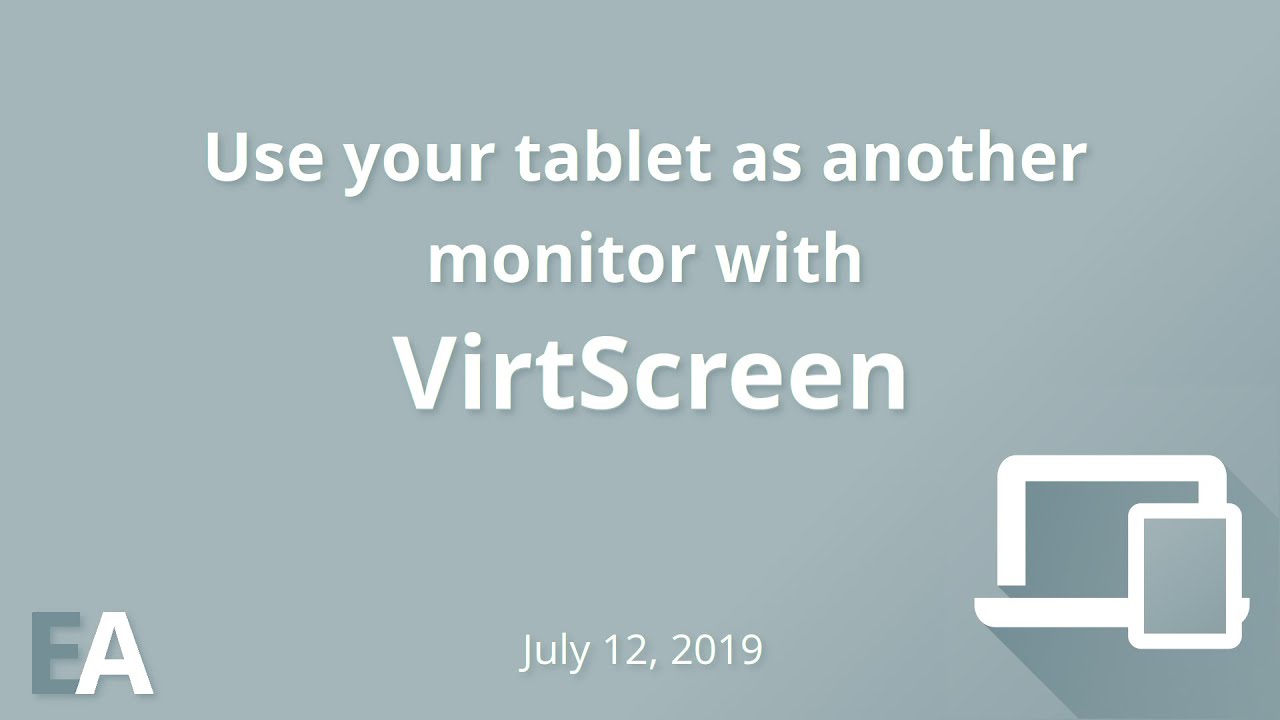 Use your tablet as another
monitor with
VirtScreen
July 12, 2019
EA